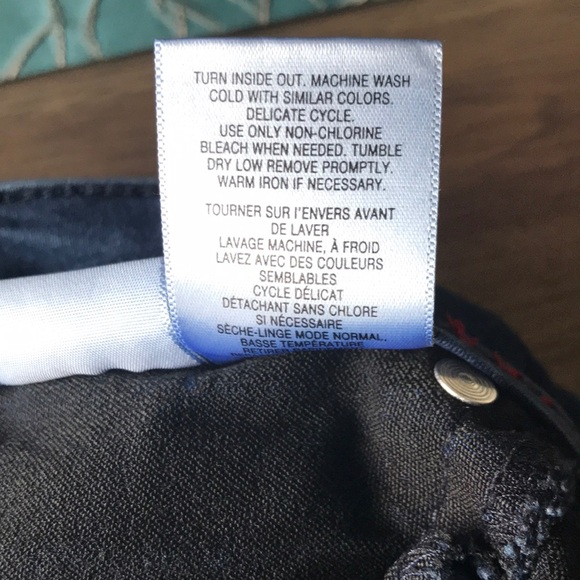 TURN INSIDE OUT. MACHINE WASH
COLD WITH SIMILAR COLORS.
DELICATE CYCLE.
USE ONLY NON-CHLORINE
BLEACH WHEN NEEDED. TUMBLE
DRY LOW REMOVE PROMPTLY.
WARM IRON IF NECESSARY.
TOURNER SUR L'ENVERS AVANT
DE LAVER
LAVAGE MACHINE, À FROID
LAVEZ AVEC DES COULEURS
SEMBLABLES
CYCLE DÉLICAT
DÉTACHANT SANS CHLORE
SI NÉCESSAIRE
SÈCHE-LINGE MODE NORMAL.
BASSE TEMPÉRATURE
RETIRER